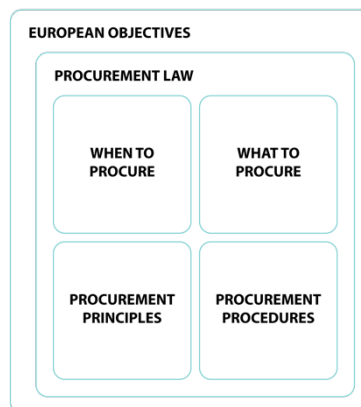 EUROPEAN OBJECTIVES
PROCUREMENT LAW
WHEN TO
PROCURE
WHAT TO
PROCURE
PROCUREMENT
PRINCIPLES
PROCUREMENT
PROCEDURES